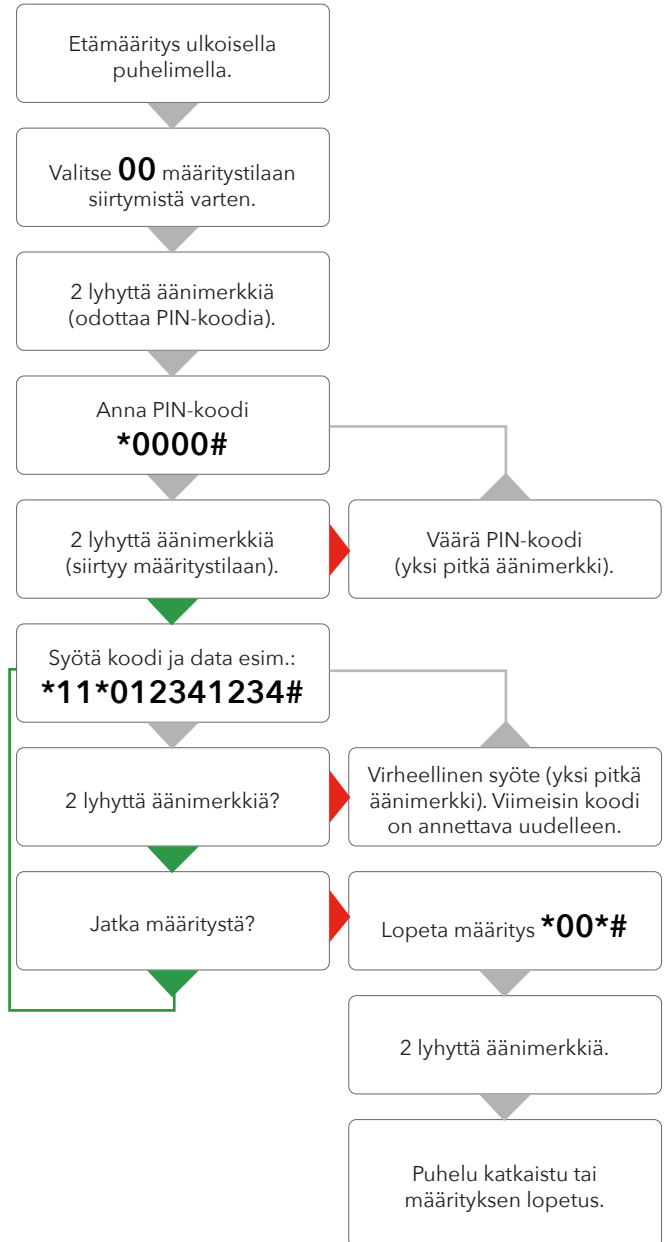 Etämääritys ulkoisella
puhelimella.
Valitse 00 määritystilaan
siirtymistä varten.
2 lyhyttä äänimerkkiä
(odottaa PIN-koodia).
Anna PIN-koodi
*0000#
2 lyhyttä äänimerkkiä
(siirtyy määritystilaan).
Väärä PIN-koodi
(yksi pitkä äänimerkki).
Syötä koodi ja data esim.:
*11*012341234#
2 lyhyttä äänimerkkiä?
Virheellinen syöte (yksi pitkä
äänimerkki). Viimeisin koodi
on annettava uudelleen.
Jatka määritystä?
Lopeta määritys *00*#
2 lyhyttä äänimerkkiä.
Puhelu katkaistu tai
määrityksen lopetus.